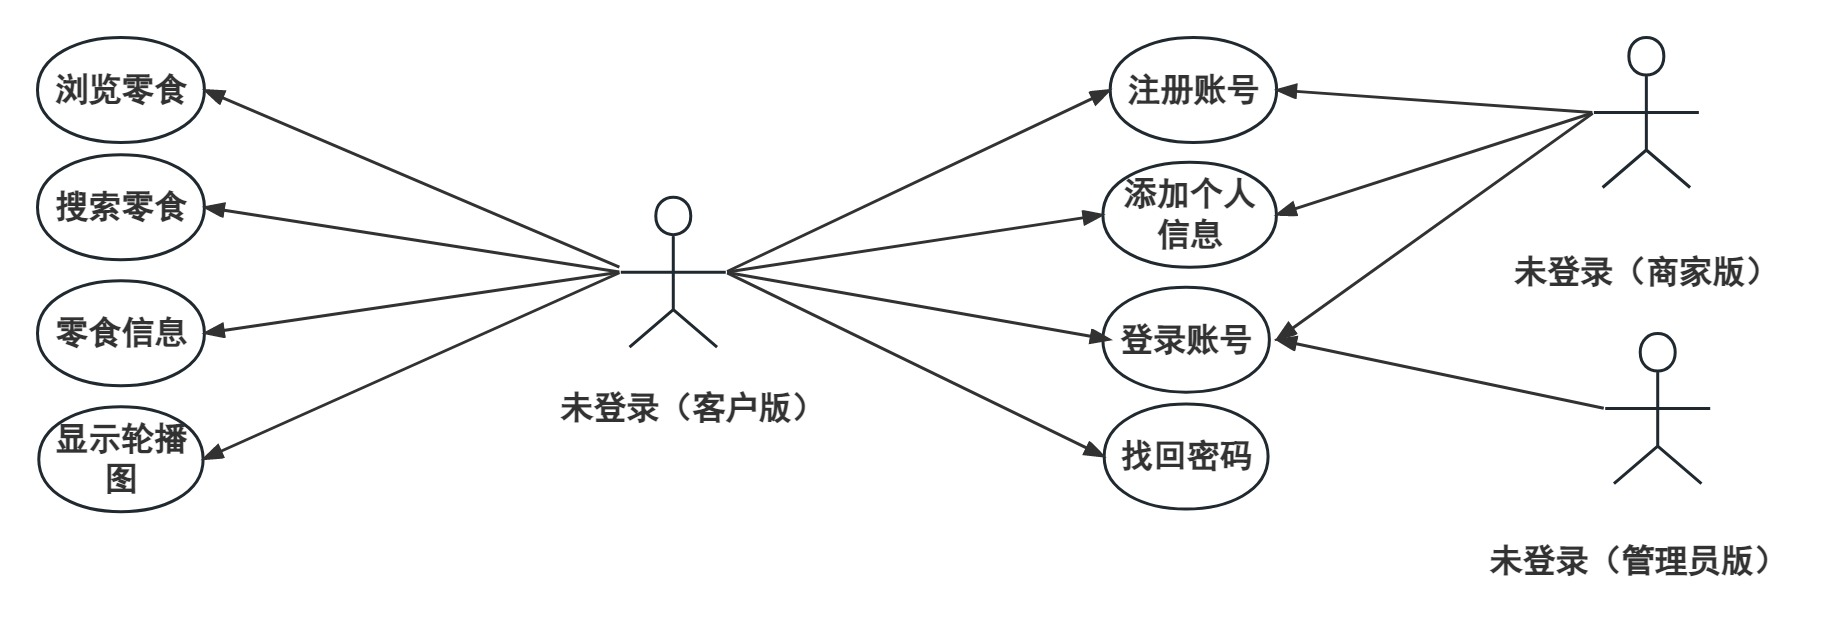 浏览零食
搜索零食
零食信息
显示轮播
图
未登录（客户版）
注册账号
添加个人
信息
登录账号
找回密码
未登录（商家版）
未登录（管理员版）